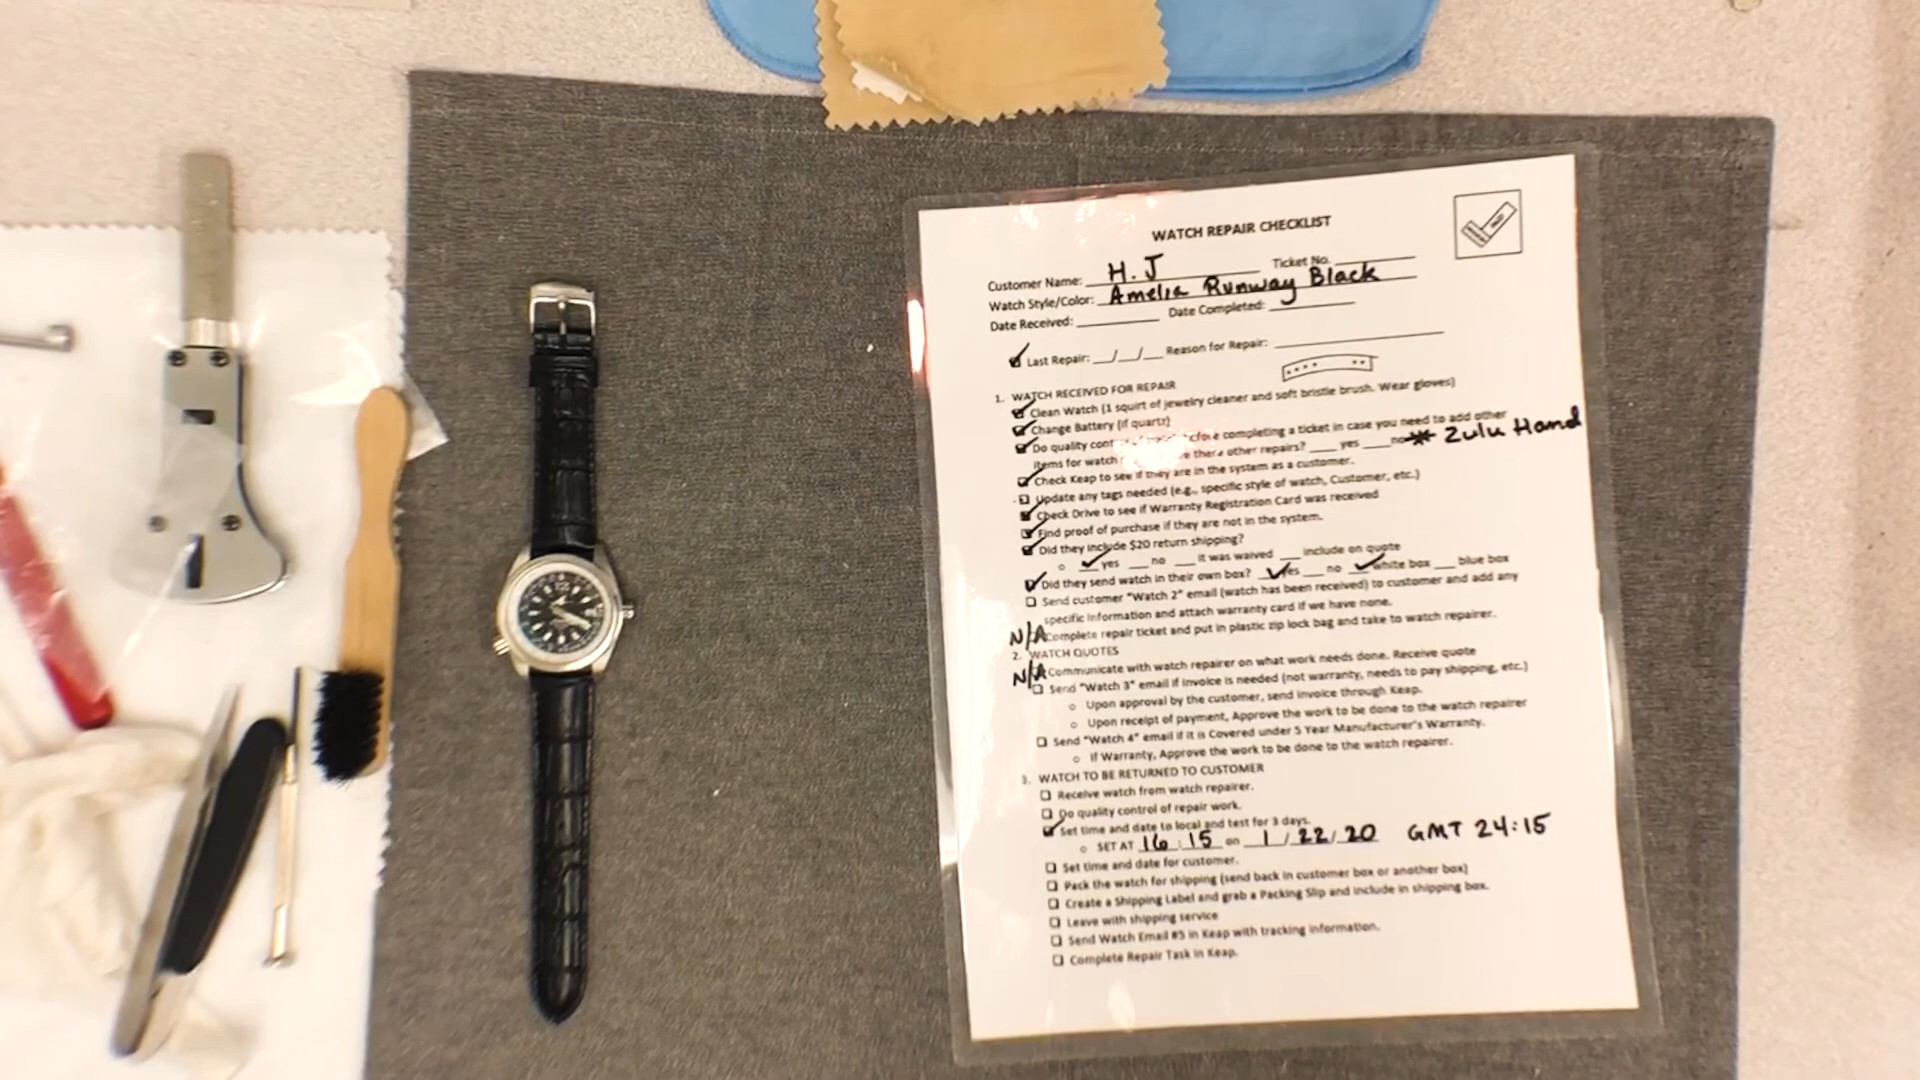 WATCH REPAIR CHECKLIST
Customer Name: H.J Ticket No.
Watch Style/Color: Amelia Runway Black
Date Received: Date Completed:
Last Repair: __/__/__ Reason for Repair:
1. WATCH RECEIVED FOR REPAIR
Clean Watch (1 squirt of jewelry cleaner and soft bristle brush. Wear gloves)
Change Battery (if quartz)
Do quality before completing a ticket in case you need to add other
items for watch there other repairs? ___ yes ___ no * Zulu Hand
Check Keap to see if they are in the system as a customer.
Update any tags needed (e.g., specific style of watch, Customer, etc.)
Check Drive to see if Warranty Registration Card was received
Find proof of purchase if they are not in the system.
Did they include $20 return shipping?
yes ___ no ___ it was waived ___ include on quote
Did they send watch in their own box? yes ___ no white box ___ blue box
Send customer "Watch 2" email (watch has been received) to customer and add any
specific information and attach warranty card if we have none.
N/A Complete repair ticket and put in plastic zip lock bag and take to watch repairer.
2. WATCH QUOTES
N/A Communicate with watch repairer on what work needs done. Receive quote
Send "Watch 3" email if invoice is needed (not warranty, needs to pay shipping, etc.)
Upon approval by the customer, send invoice through Keap.
Upon receipt of payment, Approve the work to be done to the watch repairer
Send "Watch 4" email if it is Covered under 5 Year Manufacturer's Warranty.
If Warranty, Approve the work to be done to the watch repairer.
3. WATCH TO BE RETURNED TO CUSTOMER
Receive watch from watch repairer.
Do quality control of repair work.
Set time and date to local and test for 3 days.
SET AT 16:15 on 1/22/20 GMT 24:15
Set time and date for customer.
Pack the watch for shipping (send back in customer box or another box)
Create a Shipping Label and grab a Packing Slip and include in shipping box.
Leave with shipping service
Send Watch Email #5 in Keap with tracking information.
Complete Repair Task in Keap.